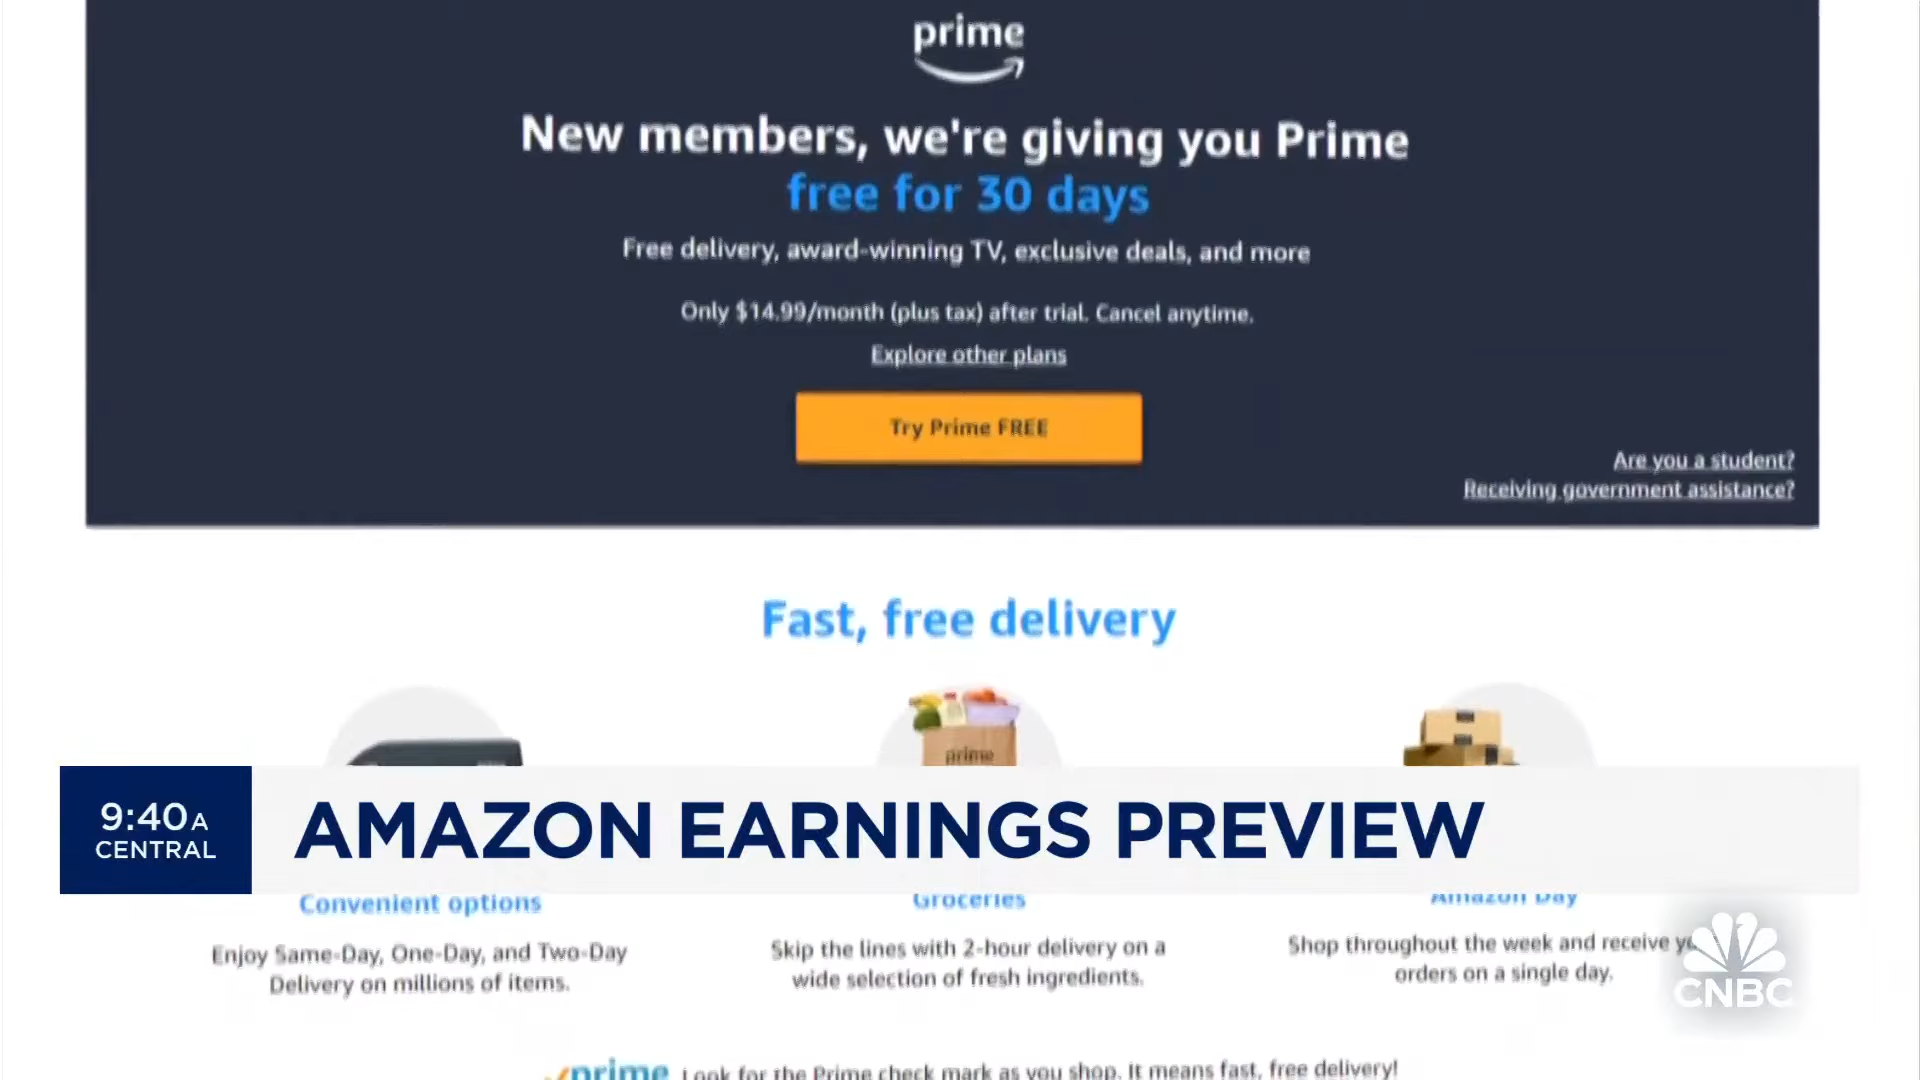 prime
New members, we're giving you Prime
free for 30 days
Free delivery, award-winning TV, exclusive deals, and more
Only $14.99/month (plus tax) after trial. Cancel anytime.
Explore other plans
Try Prime FREE
Are you a student?
Receiving government assistance?
Fast, free delivery
prime
9:40A
CENTRAL
AMAZON EARNINGS PREVIEW
Convenient options
Enjoy Same-Day, One-Day, and Two-Day
Delivery on millions of items.
Groceries
Skip the lines with 2-hour delivery on a
wide selection of fresh ingredients.
Amazon Day
Shop throughout the week and receive
orders on a single day.
CNBC
prime Look for the Prime check mark as you shop. It means fast, free delivery!